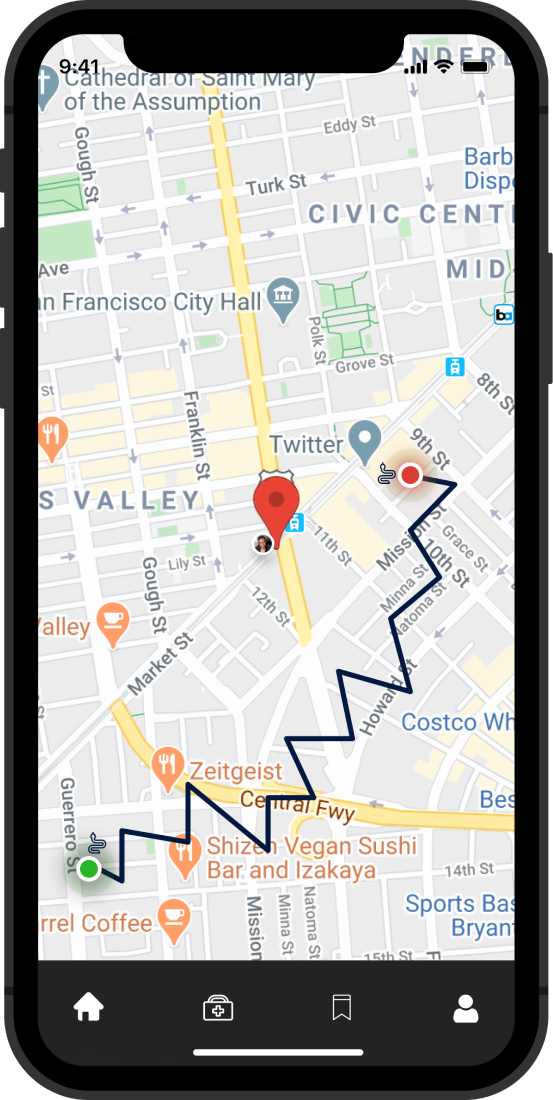 9:41
ENDERL
Cathedral of Saint Mary
of the Assumption
Eddy St
Gough St
Barb
Dispe
Turk St
CIVIC CENT
Ave
MID
an Francisco City Hall
Polk St
Grove St
St
8th St
Franklin St
Twitter
9th St
S VALLEY
Mission St
11th St
10th St
Grace St
Lily St
Gough St
Minna St
12th St
Natoma St
Valley
Market St
Howard St
Costco Wh
Zeitgeist
Guerrero St
Central Fwy
Bes
Shizen Vegan Sushi
Bar and Izakaya
14th St
Sports Bas
Bryant
rrel Coffee
Mission
Minna St
Natoma St
15th St